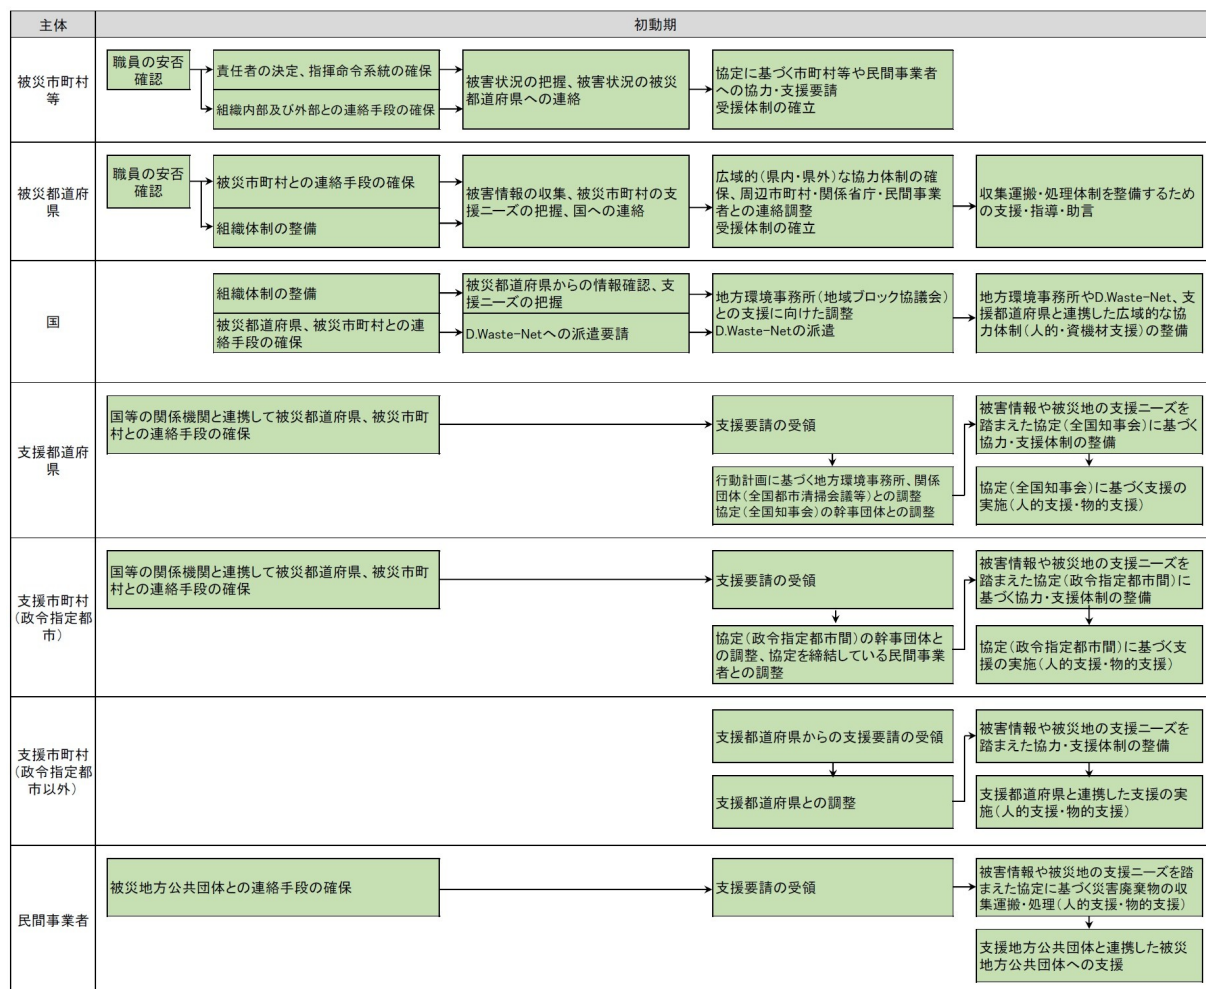 主体
初動期
被災市町村
等
職員の安否
確認
責任者の決定、指揮命令系統の確保
組織内部及び外部との連絡手段の確保
被害状況の把握、被害状況の被災
都道府県への連絡
協定に基づく市町村等や民間事業者
への協力・支援要請
受援体制の確立
被災都道府
県
職員の安否
確認
被災市町村との連絡手段の確保
組織体制の整備
被害情報の収集、被災市町村の支
援ニーズの把握、国への連絡
広域的(県内・県外)な協力体制の確
保、周辺市町村・関係省庁・民間事業
者との連絡調整
受援体制の確立
収集運搬・処理体制を整備するため
の支援・指導・助言
国
組織体制の整備
被災都道府県、被災市町村との連
絡手段の確保
被災都道府県からの情報確認、支
援ニーズの把握
D.Waste-Netへの派遣要請
地方環境事務所(地域ブロック協議会)
との支援に向けた調整
D.Waste-Netの派遣
地方環境事務所やD.Waste-Net、支
援都道府県と連携した広域的な協
力体制(人的・資機材支援)の整備
支援都道府
県
国等の関係機関と連携して被災都道府県、被災市町
村との連絡手段の確保
支援要請の受領
行動計画に基づく地方環境事務所、関係
団体(全国都市清掃会議等)との調整
協定(全国知事会)の幹事団体との調整
被害情報や被災地の支援ニーズを
踏まえた協定(全国知事会)に基づく
協力・支援体制の整備
協定(全国知事会)に基づく支援の
実施(人的支援・物的支援)
支援市町村
(政令指定都
市)
国等の関係機関と連携して被災都道府県、被災市町
村との連絡手段の確保
支援要請の受領
協定(政令指定都市間)の幹事団体と
の調整、協定を締結している民間事業
者との調整
被害情報や被災地の支援ニーズを
踏まえた協定(政令指定都市間)に
基づく協力・支援体制の整備
協定(政令指定都市間)に基づく支
援の実施(人的支援・物的支援)
支援市町村
(政令指定都
市以外)
支援都道府県からの支援要請の受領
支援都道府県との調整
被害情報や被災地の支援ニーズを
踏まえた協力・支援体制の整備
支援都道府県と連携した支援の実
施(人的支援・物的支援)
民間事業者
被災地方公共団体との連絡手段の確保
支援要請の受領
被害情報や被災地の支援ニーズを踏
まえた協定に基づく災害廃棄物の収
集運搬・処理(人的支援・物的支援)
支援地方公共団体と連携した被災
地方公共団体への支援